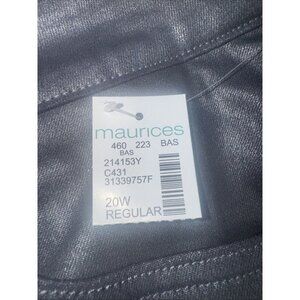 maurices
460 223 BAS
BAS
214153Y
C431
31339757F
20W
REGULAR